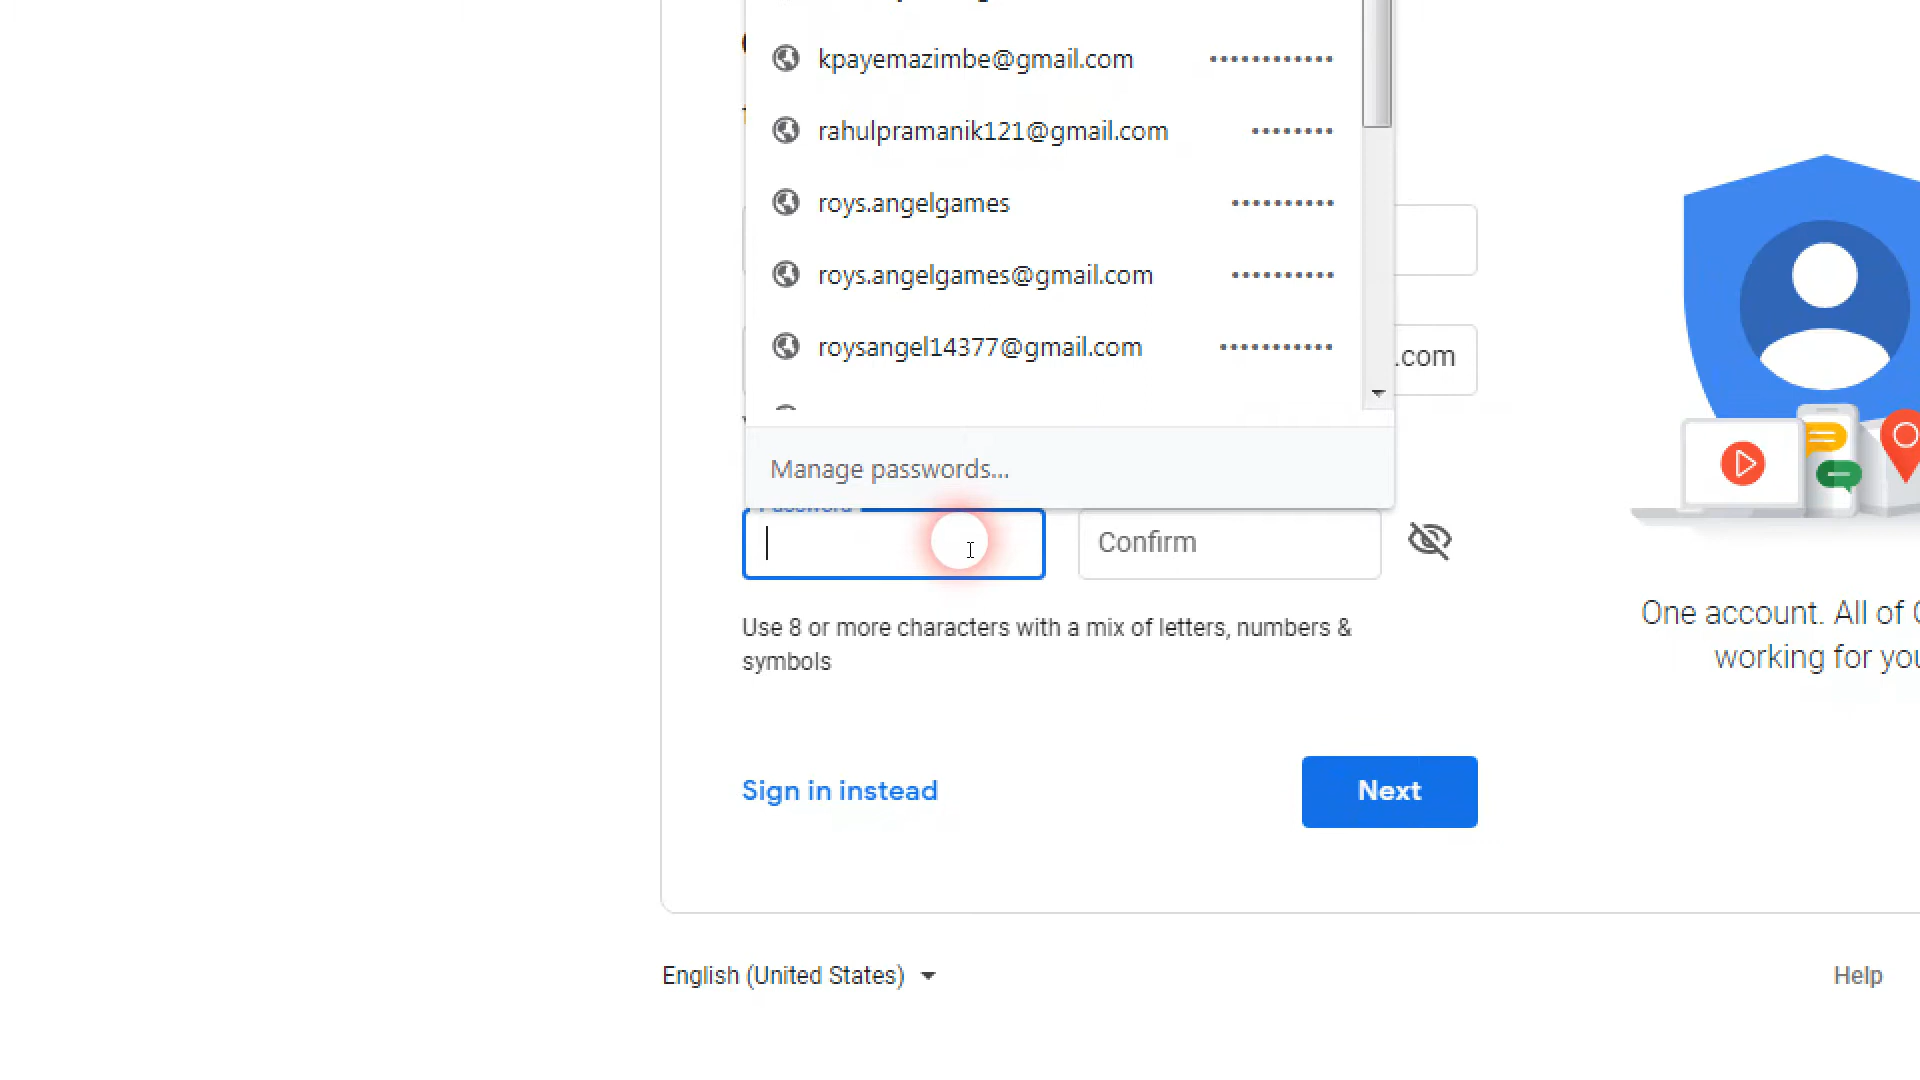 kpayemazimbe@gmail.com ••••••••••••
rahulpramanik121@gmail.com ••••••••
roys.angelgames ••••••••••
roys.angelgames@gmail.com ••••••••••
roysangel14377@gmail.com •••••••••••
.com
Manage passwords...
Password
Confirm
Use 8 or more characters with a mix of letters, numbers &
symbols
One account. All of
working for you
Sign in instead
Next
English (United States)
Help